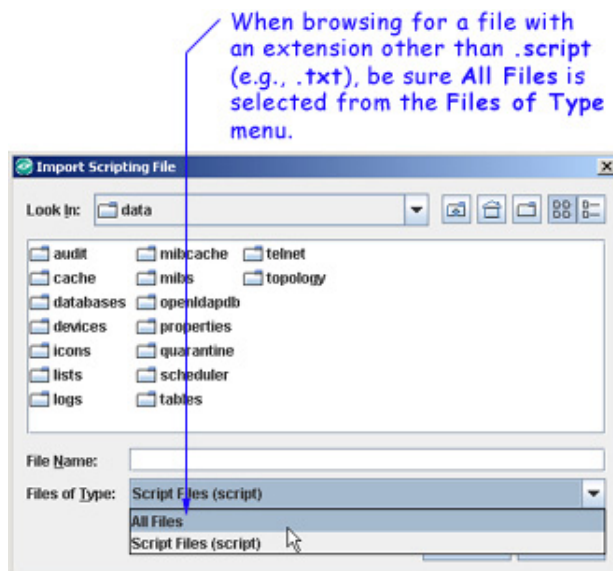 When browsing for a file with
an extension other than .script
(e.g., .txt), be sure All Files is
selected from the Files of Type
menu.
Import Scripting File
Look In: data
audit mibcache telnet
cache mibs topology
databases openldapdb
devices properties
icons quarantine
lists scheduler
logs tables
File Name:
Files of Type: Script Files (script)
All Files
Script Files (script)